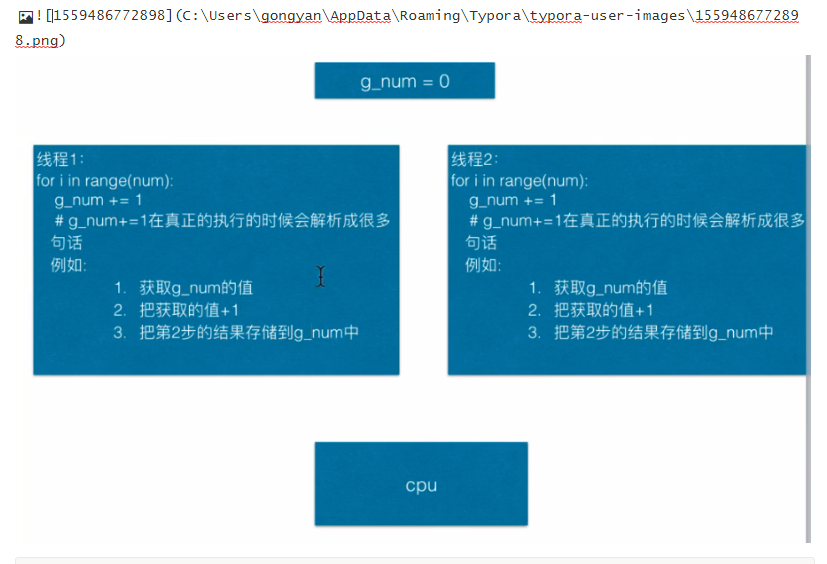 ![1559486772898](C:\Users\gongyan\AppData\Roaming\Typora\typora-user-images\155948677289
8.png)
g_num = 0
线程1:
for i in range(num):
g_num += 1
# g_num+=1在真正的执行的时候会解析成很多
句话
例如:
1. 获取g_num的值
2. 把获取的值+1
3. 把第2步的结果存储到g_num中
线程2:
for i in range(num):
g_num += 1
# g_num+=1在真正的执行的时候会解析成很多
句话
例如:
1. 获取g_num的值
2. 把获取的值+1
3. 把第2步的结果存储到g_num中
cpu